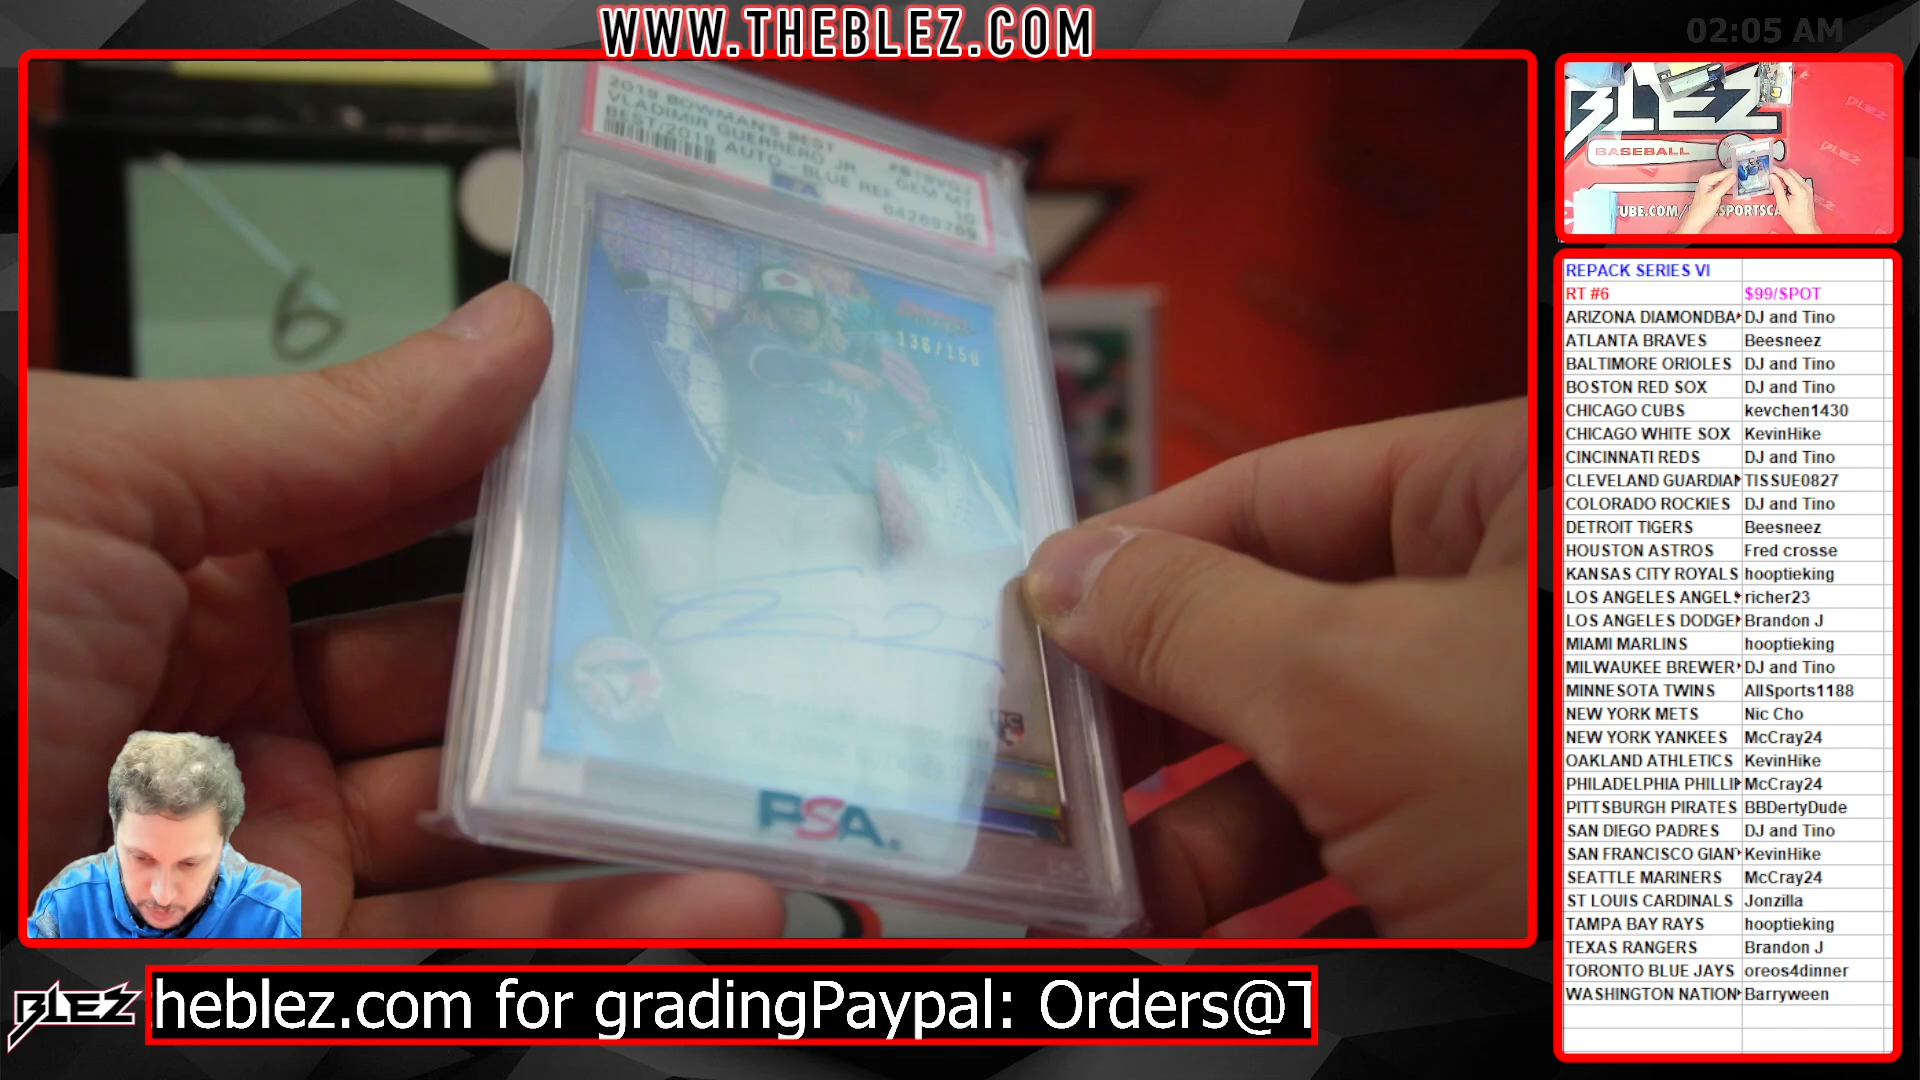 WWW.THEBLEZ.COM
02:05 AM
2019 BOWMAN'S BEST #B19VGJ
VLADIMIR GUERRERO JR GEM MT
BEST/2019 AUTO - BLUE REF 10
PSA
136/150
PSA
6
BLEZ
BASEBALL
REPACK SERIES VI
RT #6 $99/SPOT
ARIZONA DIAMONDBA DJ and Tino
ATLANTA BRAVES Beesneez
BALTIMORE ORIOLES DJ and Tino
BOSTON RED SOX DJ and Tino
CHICAGO CUBS kevchen1430
CHICAGO WHITE SOX KevinHike
CINCINNATI REDS DJ and Tino
CLEVELAND GUARDIAN TISSUE0827
COLORADO ROCKIES DJ and Tino
DETROIT TIGERS Beesneez
HOUSTON ASTROS Fred crosse
KANSAS CITY ROYALS hooptieking
LOS ANGELES ANGELS richer23
LOS ANGELES DODGE Brandon J
MIAMI MARLINS hooptieking
MILWAUKEE BREWER DJ and Tino
MINNESOTA TWINS AllSports1188
NEW YORK METS Nic Cho
NEW YORK YANKEES McCray24
OAKLAND ATHLETICS KevinHike
PHILADELPHIA PHILLI McCray24
PITTSBURGH PIRATES BBDertyDude
SAN DIEGO PADRES DJ and Tino
SAN FRANCISCO GIAN KevinHike
SEATTLE MARINERS McCray24
ST LOUIS CARDINALS Jonzilla
TAMPA BAY RAYS hooptieking
TEXAS RANGERS Brandon J
TORONTO BLUE JAYS oreos4dinner
WASHINGTON NATION Barryween
BLEZ
theblez.com for gradingPaypal: Orders@T